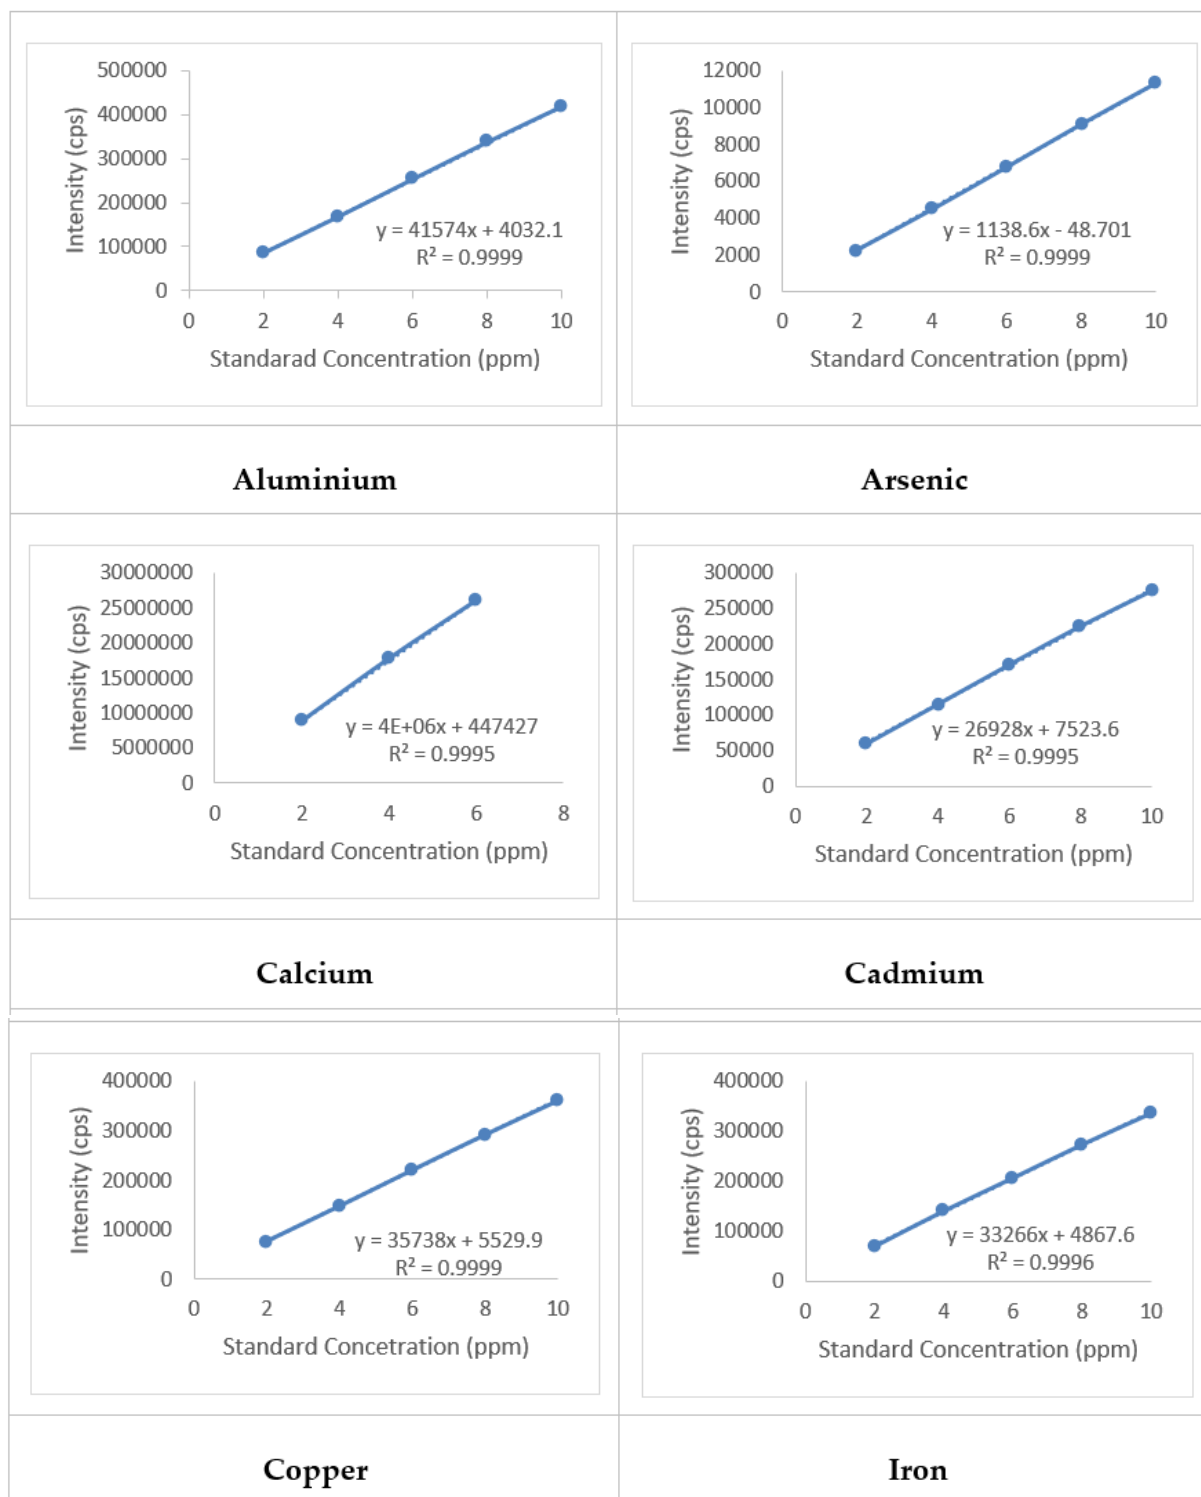 500000
400000
300000
200000
100000
0
Intensity (cps)
y = 41574x + 4032.1
R² = 0.9999
0 2 4 6 8 10
Standarad Concentration (ppm)
12000
10000
8000
6000
4000
2000
0
Intensity (cps)
y = 1138.6x - 48.701
R² = 0.9999
0 2 4 6 8 10
Standard Concentration (ppm)
Aluminium
Arsenic
30000000
25000000
20000000
15000000
10000000
5000000
0
Intensity (cps)
y = 4E+06x + 447427
R² = 0.9995
0 2 4 6 8
Standard Concentration (ppm)
300000
250000
200000
150000
100000
50000
0
Intensity (cps)
y = 26928x + 7523.6
R² = 0.9995
0 2 4 6 8 10
Standard Concentration (ppm)
Calcium
Cadmium
400000
300000
200000
100000
0
Intensity (cps)
y = 35738x + 5529.9
R² = 0.9999
0 2 4 6 8 10
Standard Concetration (ppm)
400000
300000
200000
100000
0
Intensity (cps)
y = 33266x + 4867.6
R² = 0.9996
0 2 4 6 8 10
Standard Concentration (ppm)
Copper
Iron